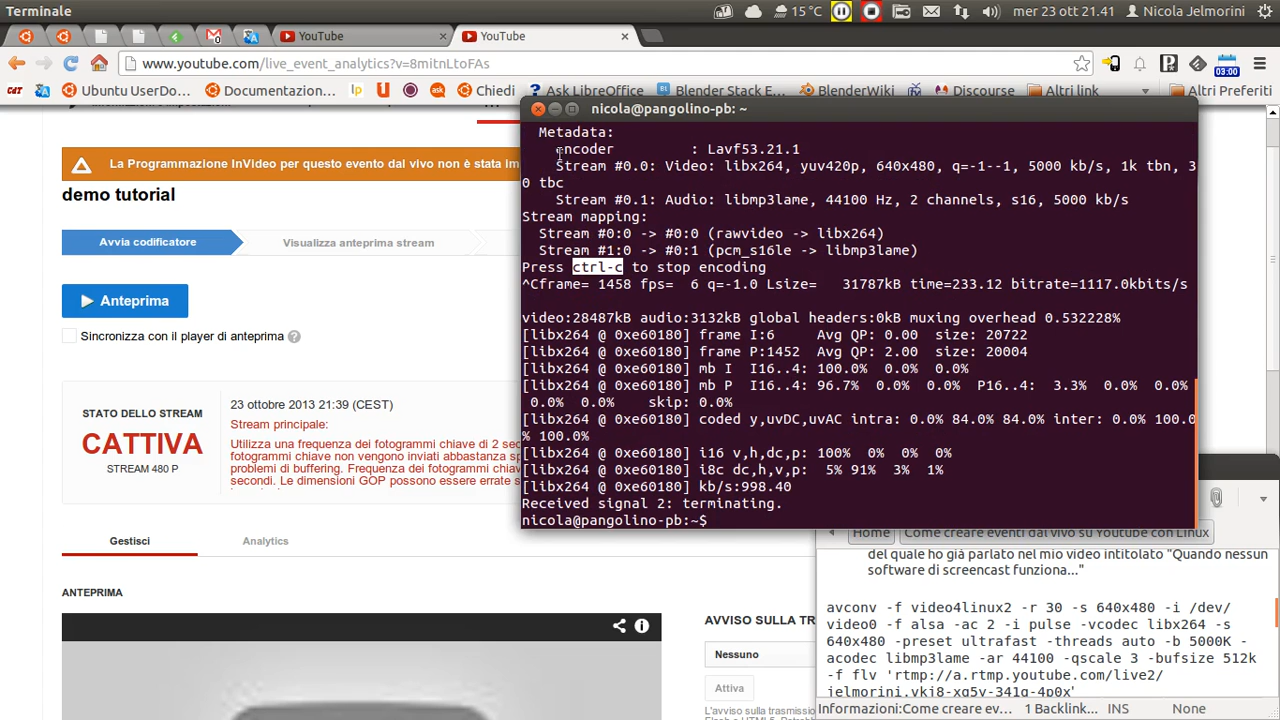 Terminale
15 °C
mer 23 ott 21.41
Nicola Jelmorini
YouTube
YouTube
www.youtube.com/live_event_analytics?v=8mitnLtoFAs
03:00
CdT
Ubuntu UserDo...
Documentazion...
lp
Chiedi
Ask LibreOffice
Blender Stack E...
BlenderWiki
Discourse
Altri link
Altri Preferiti
La Programmazione InVideo per questo evento dal vivo non è stata im
demo tutorial
Avvia codificatore
Visualizza anteprima stream
Anteprima
Sincronizza con il player di anteprima ?
STATO DELLO STREAM
CATTIVA
STREAM 480 P
23 ottobre 2013 21:39 (CEST)
Stream principale:
Utilizza una frequenza dei fotogrammi chiave di 2 sec
fotogrammi chiave non vengono inviati abbastanza sp
problemi di buffering. Frequenza dei fotogrammi chiav
secondi. Le dimensioni GOP possono essere errate s
Gestisci
Analytics
ANTEPRIMA
AVVISO SULLA TR
Nessuno
Attiva
L'avviso sulla trasmissio
nicola@pangolino-pb: ~
Metadata:
encoder : Lavf53.21.1
Stream #0.0: Video: libx264, yuv420p, 640x480, q=-1--1, 5000 kb/s, 1k tbn, 3
0 tbc
Stream #0.1: Audio: libmp3lame, 44100 Hz, 2 channels, s16, 5000 kb/s
Stream mapping:
Stream #0:0 -> #0:0 (rawvideo -> libx264)
Stream #1:0 -> #0:1 (pcm_s16le -> libmp3lame)
Press ctrl-c to stop encoding
^Cframe= 1458 fps= 6 q=-1.0 Lsize= 31787kB time=233.12 bitrate=1117.0kbits/s
video:28487kB audio:3132kB global headers:0kB muxing overhead 0.532228%
[libx264 @ 0xe60180] frame I:6 Avg QP: 0.00 size: 20722
[libx264 @ 0xe60180] frame P:1452 Avg QP: 2.00 size: 20004
[libx264 @ 0xe60180] mb I I16..4: 100.0% 0.0% 0.0%
[libx264 @ 0xe60180] mb P I16..4: 96.7% 0.0% 0.0% P16..4: 3.3% 0.0% 0.0%
0.0% 0.0% skip: 0.0%
[libx264 @ 0xe60180] coded y,uvDC,uvAC intra: 0.0% 84.0% 84.0% inter: 0.0% 100.0
% 100.0%
[libx264 @ 0xe60180] i16 v,h,dc,p: 100% 0% 0% 0%
[libx264 @ 0xe60180] i8c dc,h,v,p: 5% 91% 3% 1%
[libx264 @ 0xe60180] kb/s:998.40
Received signal 2: terminating.
nicola@pangolino-pb:~$
Home
Come creare eventi dal vivo su Youtube con Linux
del quale ho già parlato nel mio video intitolato "Quando nessun
software di screencast funziona..."
avconv -f video4linux2 -r 30 -s 640x480 -i /dev/
video0 -f alsa -ac 2 -i pulse -vcodec libx264 -s
640x480 -preset ultrafast -threads auto -b 5000K -
acodec libmp3lame -ar 44100 -qscale 3 -bufsize 512k
-f flv 'rtmp://a.rtmp.youtube.com/live2/
Informazioni:Come creare ev...
1 Backlink...
INS
None